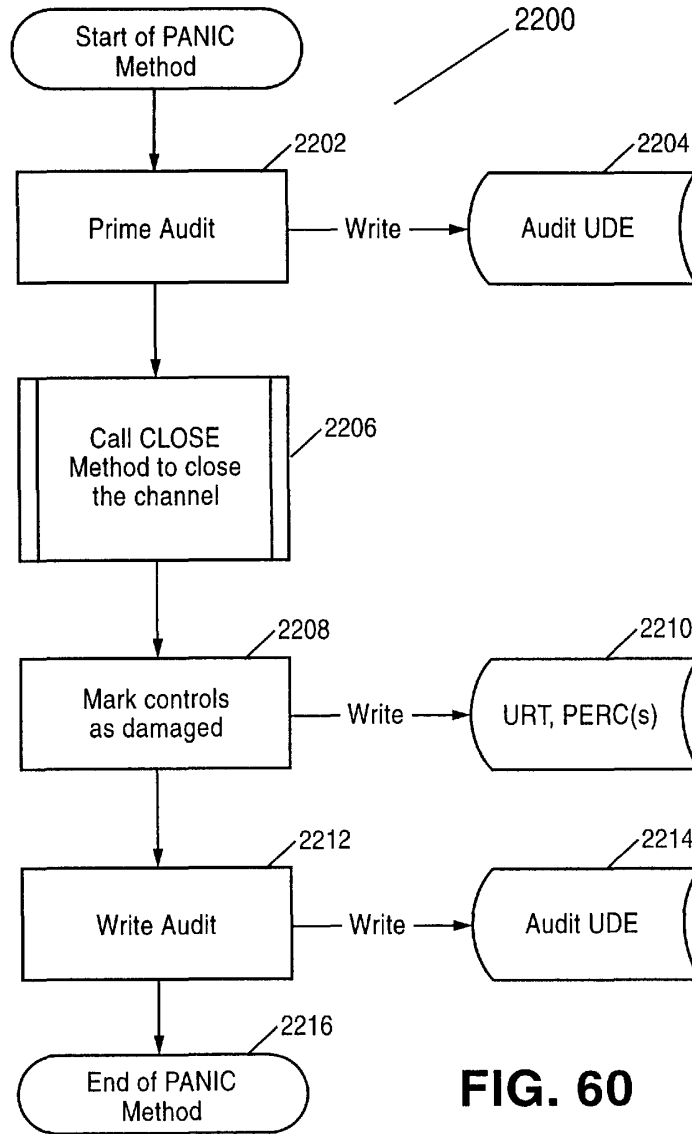 Start of PANIC
Method
2200
2202
2204
Prime Audit
Write
Audit UDE
Call CLOSE
Method to close
the channel
2206
2208
2210
Mark controls
as damaged
Write
URT, PERC(s)
2212
2214
Write Audit
Write
Audit UDE
2216
End of PANIC
Method
FIG. 60